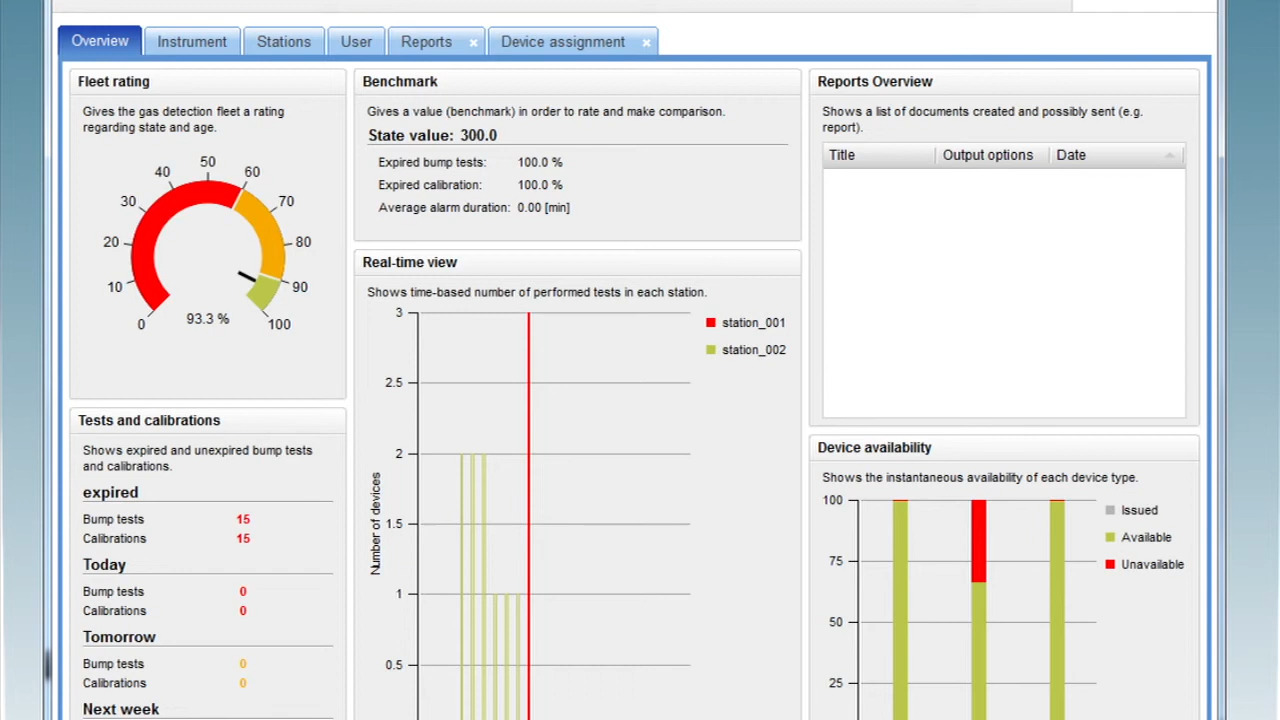 Overview
Instrument
Stations
User
Reports
Device assignment
Fleet rating
Gives the gas detection fleet a rating
regarding state and age.
50
40
60
30
70
20
80
10
90
0
93.3 %
100
Tests and calibrations
Shows expired and unexpired bump tests
and calibrations.
expired
Bump tests 15
Calibrations 15
Today
Bump tests 0
Calibrations 0
Tomorrow
Bump tests 0
Calibrations 0
Next week
Benchmark
Gives a value (benchmark) in order to rate and make comparison.
State value: 300.0
Expired bump tests: 100.0 %
Expired calibration: 100.0 %
Average alarm duration: 0.00 [min]
Real-time view
Shows time-based number of performed tests in each station.
3
2.5
2
1.5
1
0.5
Number of devices
station_001
station_002
Reports Overview
Shows a list of documents created and possibly sent (e.g.
report).
Title Output options Date
Device availability
Shows the instantaneous availability of each device type.
100
75
50
25
Issued
Available
Unavailable